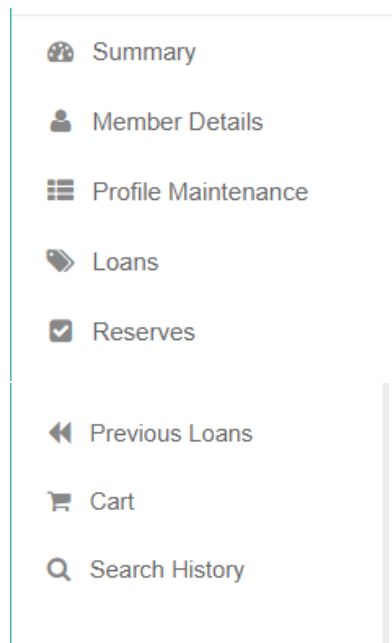 Summary
Member Details
Profile Maintenance
Loans
Reserves
Previous Loans
Cart
Search History